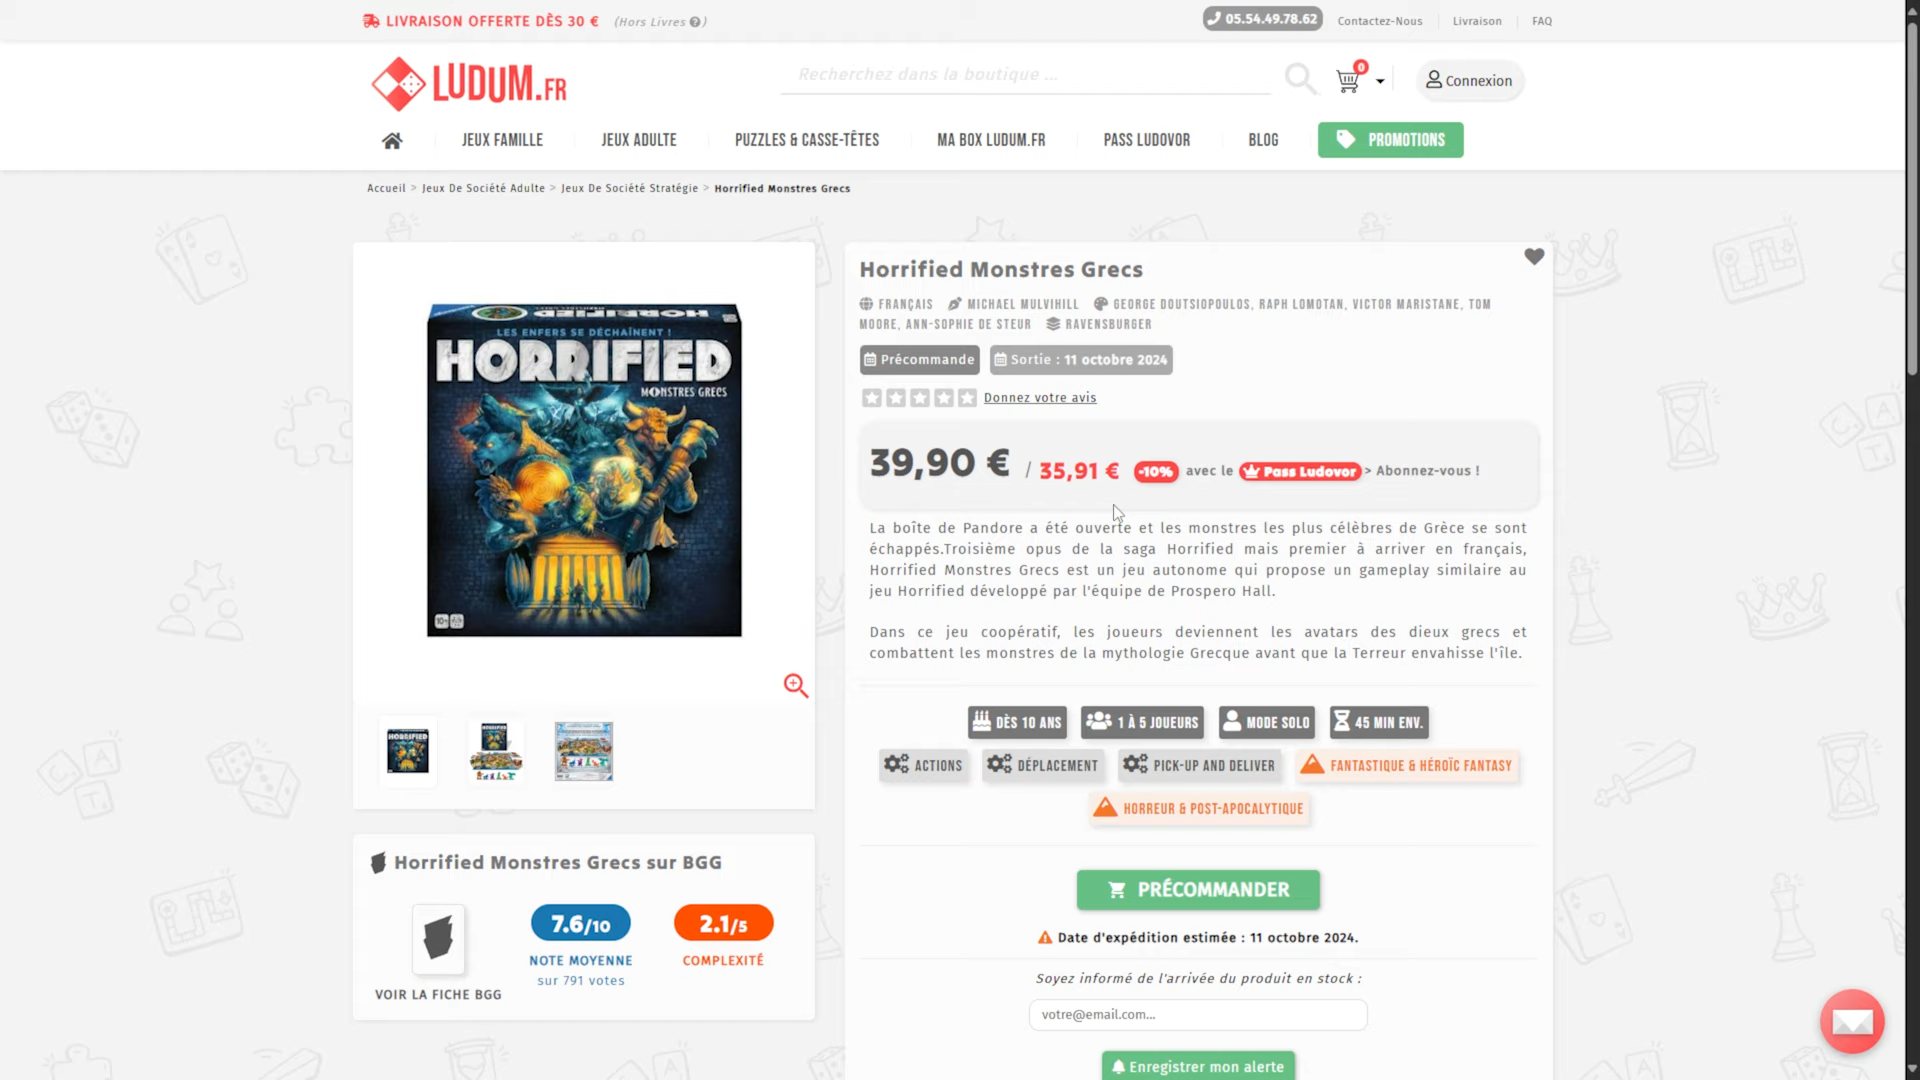 LIVRAISON OFFERTE DÈS 30 € (Hors Livres ?)
05.54.49.78.62 Contactez-Nous Livraison FAQ
LUDUM.FR
Recherchez dans la boutique ...
0
Connexion
JEUX FAMILLE JEUX ADULTE PUZZLES & CASSE-TÊTES MA BOX LUDUM.FR PASS LUDOVOR BLOG PROMOTIONS
Accueil > Jeux De Société Adulte > Jeux De Société Stratégie > Horrified Monstres Grecs
HORRIFIED
LES ENFERS SE DÉCHAÎNENT !
HORRIFIED
MONSTRES GRECS
10+
HORRIFIED
Horrified Monstres Grecs
FRANÇAIS MICHAEL MULVIHILL GEORGE DOUTSIOPOULOS, RAPH LOMOTAN, VICTOR MARISTANE, TOM
MOORE, ANN-SOPHIE DE STEUR RAVENSBURGER
Précommande Sortie : 11 octobre 2024
Donnez votre avis
39,90 € / 35,91 € -10% avec le Pass Ludovor > Abonnez-vous !
La boîte de Pandore a été ouverte et les monstres les plus célèbres de Grèce se sont
échappés.Troisième opus de la saga Horrified mais premier à arriver en français,
Horrified Monstres Grecs est un jeu autonome qui propose un gameplay similaire au
jeu Horrified développé par l'équipe de Prospero Hall.
Dans ce jeu coopératif, les joueurs deviennent les avatars des dieux grecs et
combattent les monstres de la mythologie Grecque avant que la Terreur envahisse l'île.
DÈS 10 ANS 1 À 5 JOUEURS MODE SOLO 45 MIN ENV.
ACTIONS DÉPLACEMENT PICK-UP AND DELIVER FANTASTIQUE & HÉROÏC FANTASY
HORREUR & POST-APOCALYTIQUE
PRÉCOMMANDER
Date d'expédition estimée : 11 octobre 2024.
Soyez informé de l'arrivée du produit en stock :
votre@email.com...
Enregistrer mon alerte
Horrified Monstres Grecs sur BGG
7.6/10 2.1/5
NOTE MOYENNE COMPLEXITÉ
sur 791 votes
VOIR LA FICHE BGG